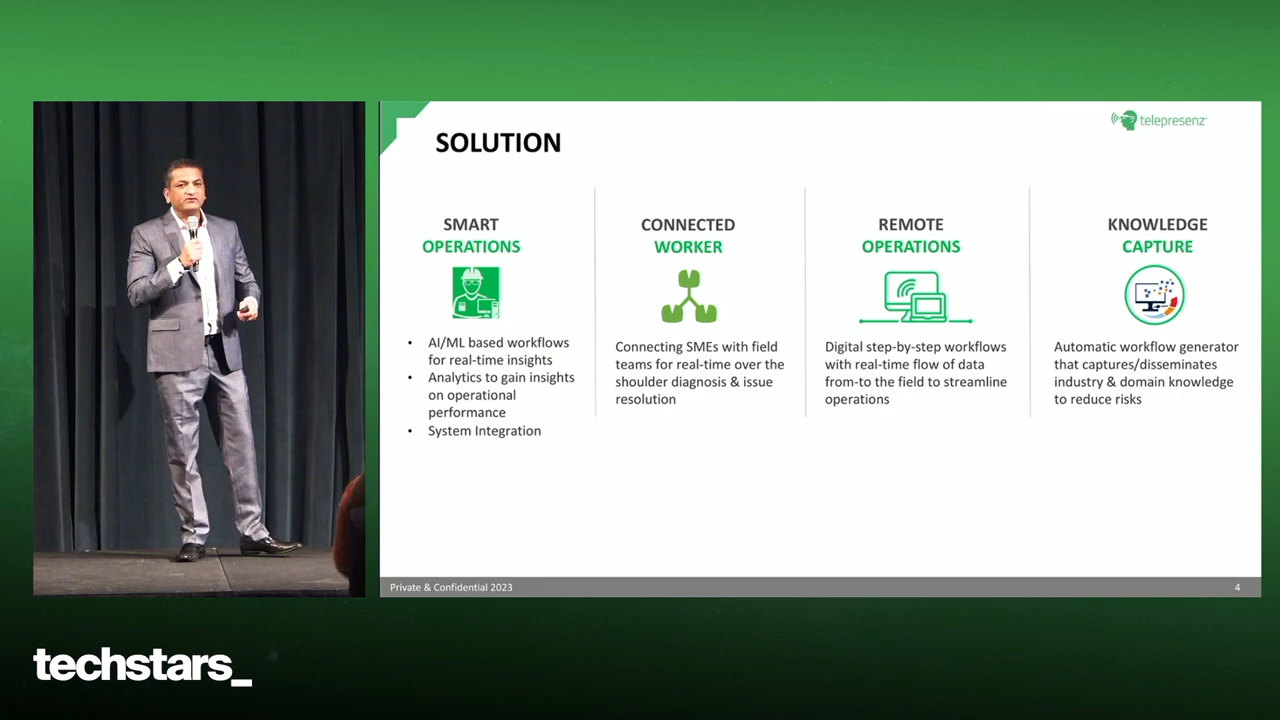 telepresenz
SOLUTION
SMART
OPERATIONS
AI/ML based workflows
for real-time insights
Analytics to gain insights
on operational
performance
System Integration
CONNECTED
WORKER
Connecting SMEs with field
teams for real-time over the
shoulder diagnosis & issue
resolution
REMOTE
OPERATIONS
Digital step-by-step workflows
with real-time flow of data
from-to the field to streamline
operations
KNOWLEDGE
CAPTURE
Automatic workflow generator
that captures/disseminates
industry & domain knowledge
to reduce risks
Private & Confidential 2023
4
techstars_